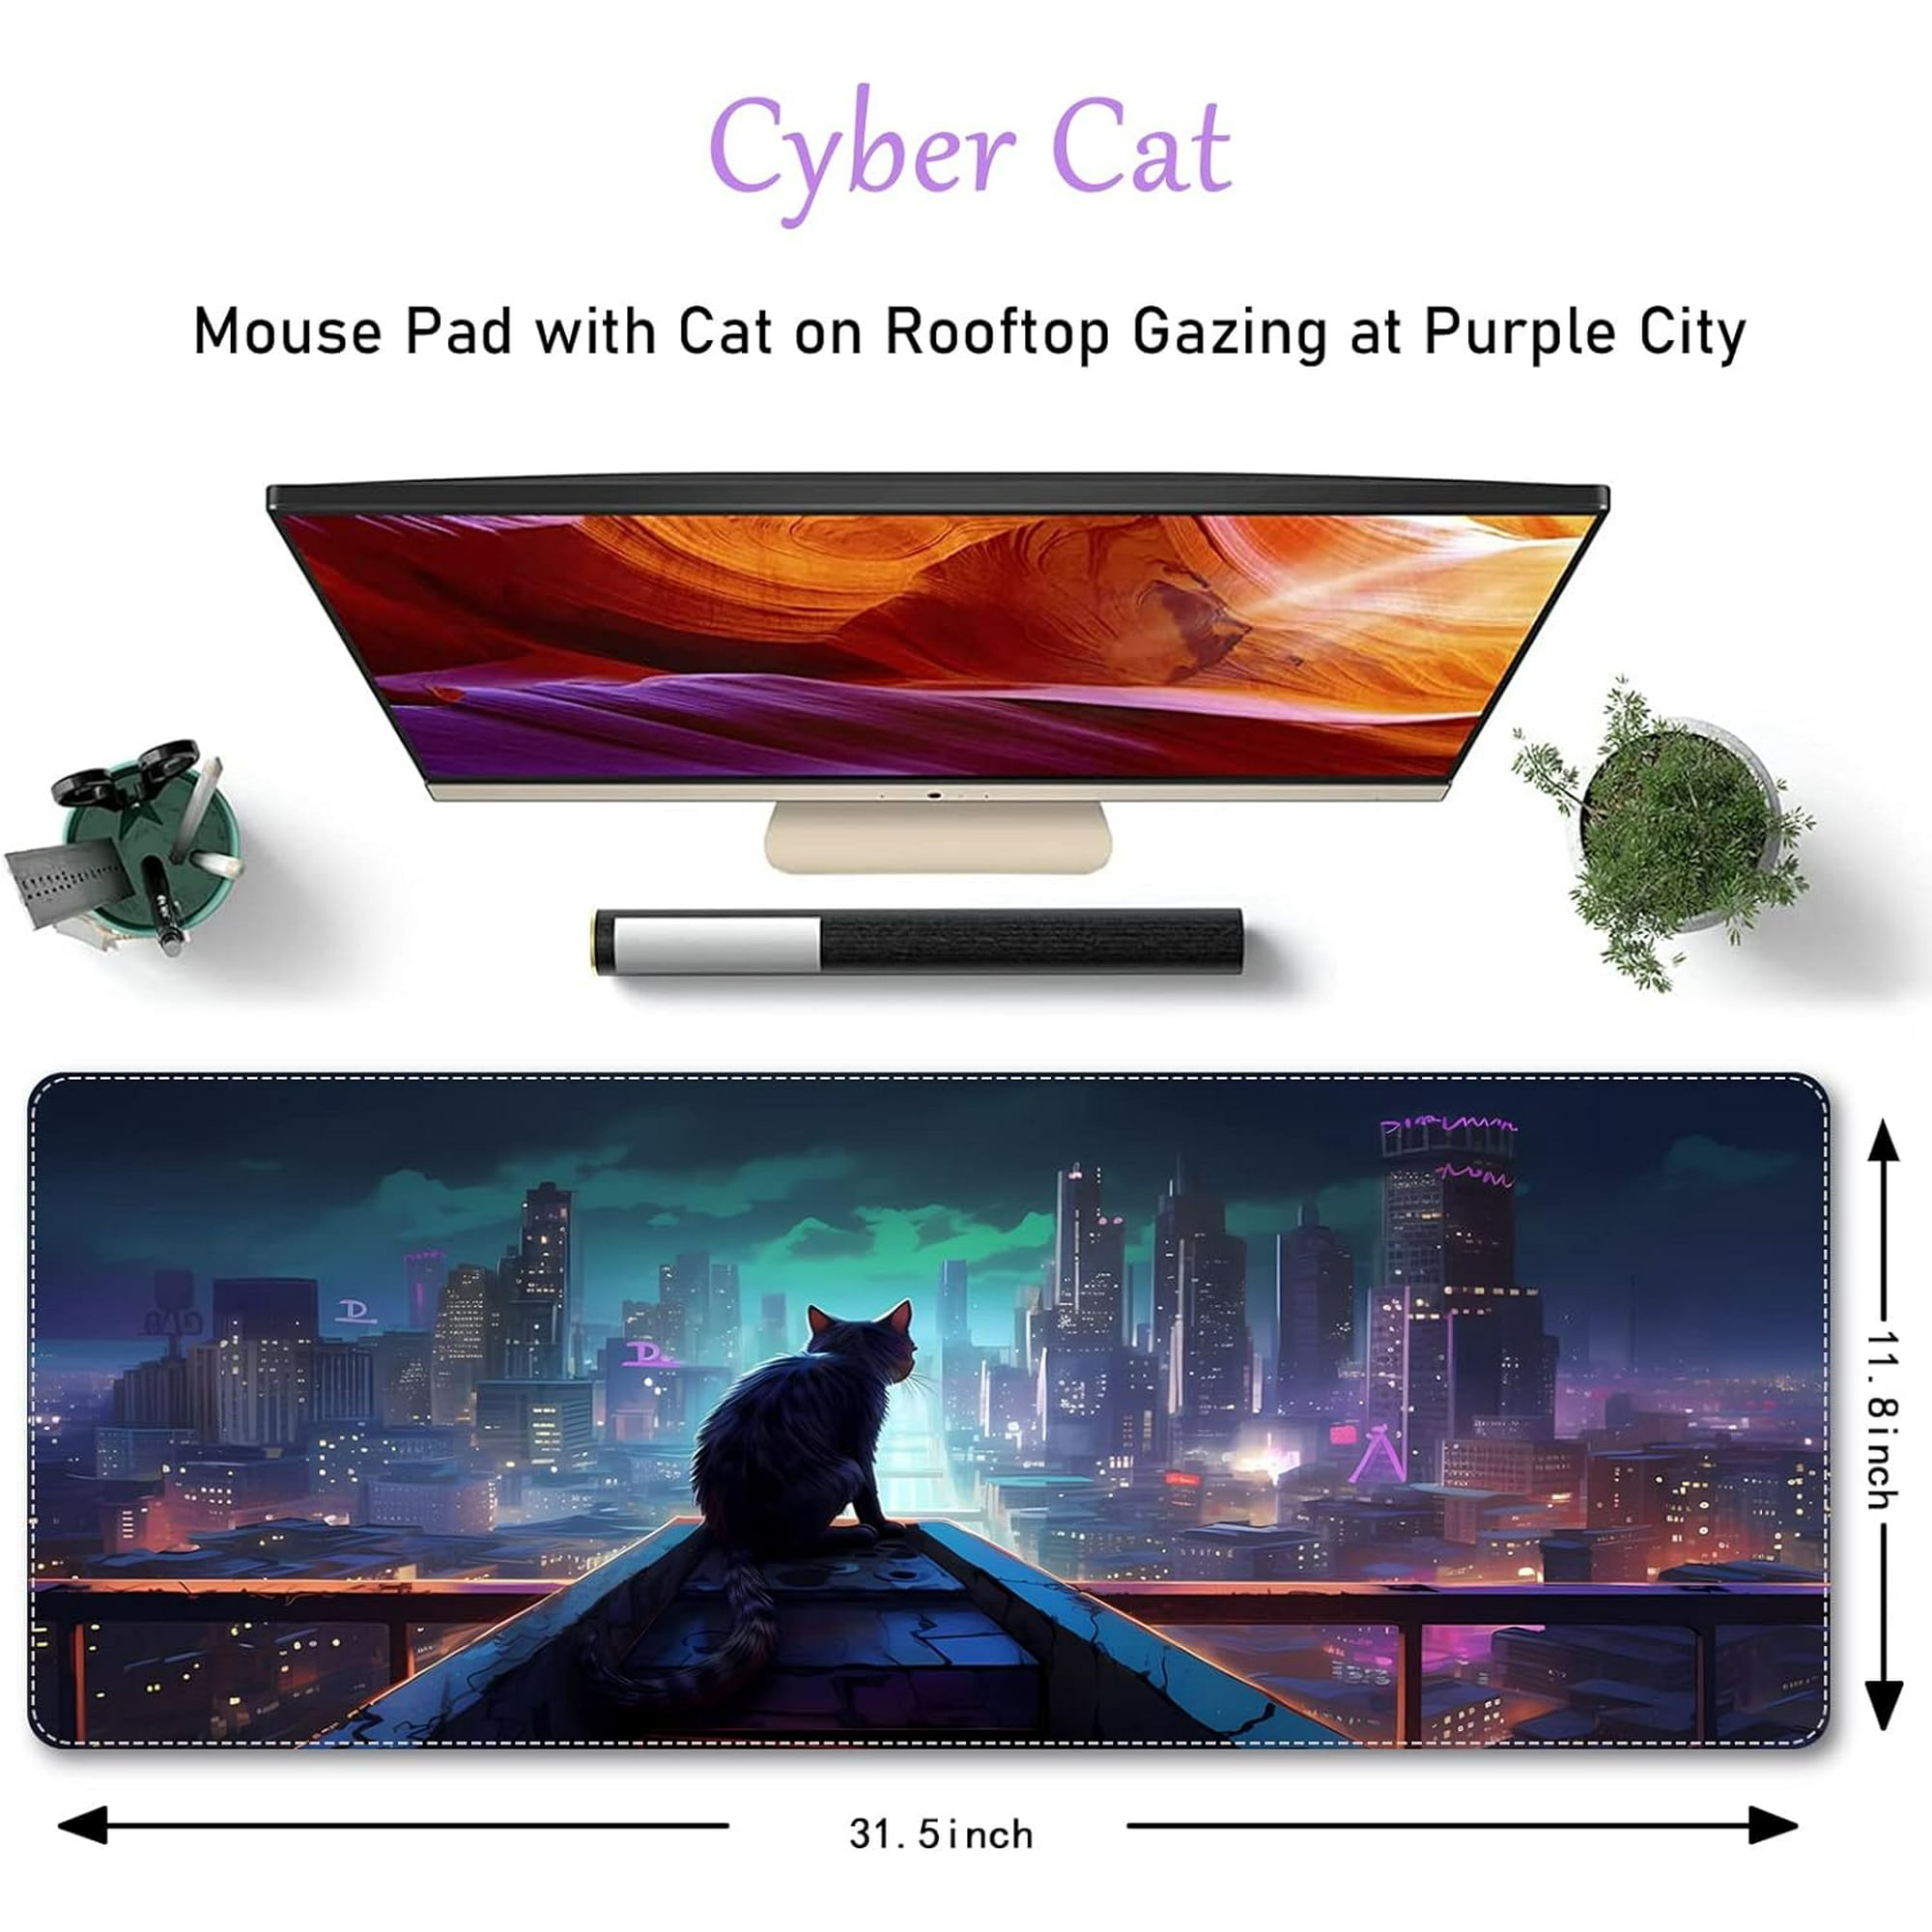 Cyber Cat
Mouse Pad with Cat on Rooftop Gazing at Purple City
11.8inch
31.5inch